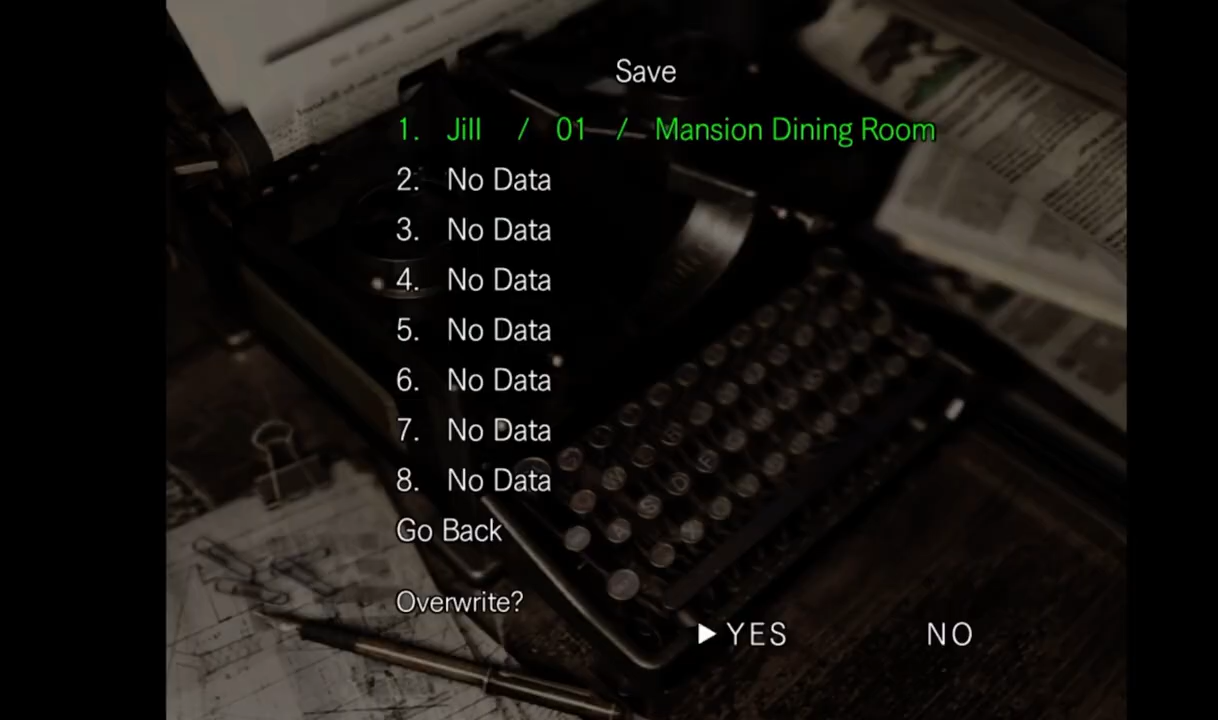 Save
1. Jill / 01 / Mansion Dining Room
2. No Data
3. No Data
4. No Data
5. No Data
6. No Data
7. No Data
8. No Data
Go Back
Overwrite?
YES NO